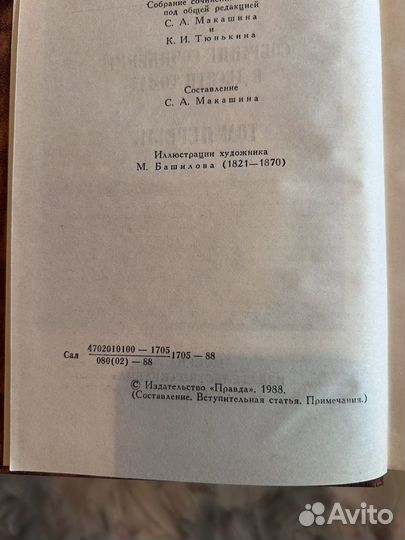 Собрание сочинений
под общей редакцией
С. А. Макашина
и
К. И. Тюнькина
Составление
С. А. Макашина
Иллюстрации художника
М. Башилова (1821—1870)
4702010100—1705
Сал 1705—88
080(02)—88
© Издательство «Правда», 1988.
(Составление. Вступительная статья. Примечания.)
Avito